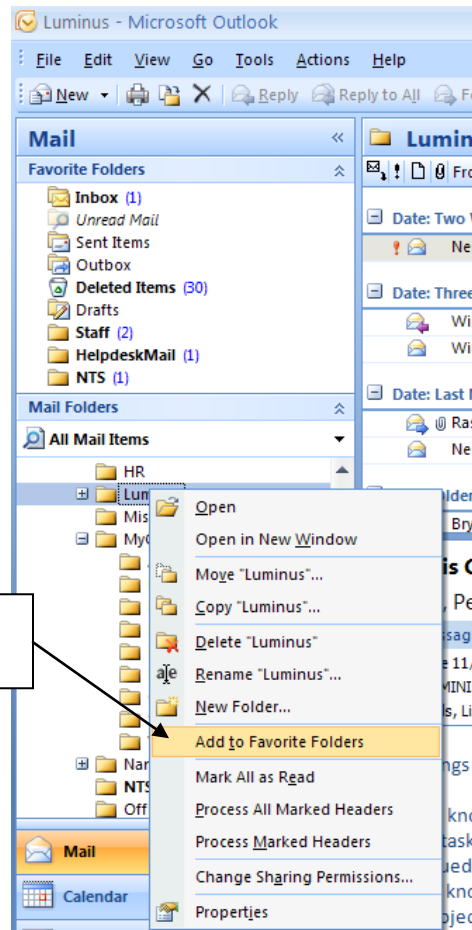 Luminus - Microsoft Outlook
File Edit View Go Tools Actions Help
New Reply Reply to All
Mail
Favorite Folders
Inbox (1)
Unread Mail
Sent Items
Outbox
Deleted Items (30)
Drafts
Staff (2)
HelpdeskMail (1)
NTS (1)
Mail Folders
All Mail Items
HR
Mail
Calendar
Date: Two
Ne
Date: Three
Wi
Wi
Date: Last
Ne
Open
Open in New Window
Move "Luminus"...
Copy "Luminus"...
Delete "Luminus"
Rename "Luminus"...
New Folder...
Add to Favorite Folders
Mark All as Read
Process All Marked Headers
Process Marked Headers
Change Sharing Permissions...
Properties